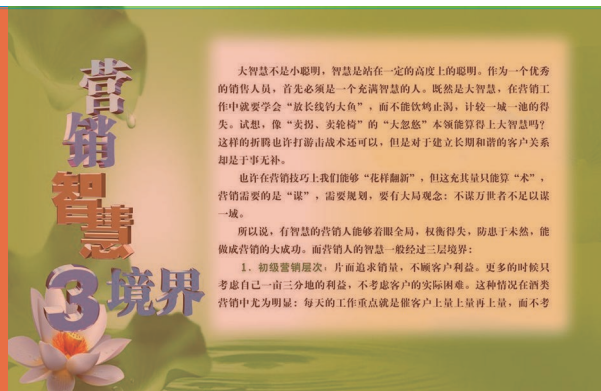 营
销
智
慧
3境界
大智慧不是小聪明，智慧是站在一定的高度上的聪明。作为一个优秀
的销售人员，首先必须是一个充满智慧的人。既然是大智慧，在营销工
作中就要学会“放长线钓大鱼”，而不能饮鸩止渴，计较一城一池的得
失。试想，像“卖拐、卖轮椅”的“大忽悠”本领能算得上大智慧吗？
这样的折腾也许打游击战术还可以，但是对于建立长期和谐的客户关系
却是于事无补。
也许在营销技巧上我们能够“花样翻新”，但这充其量只能算“术”，
营销需要的是“谋”，需要规划，要有大局观念：不谋万世者不足以谋
一域。
所以说，有智慧的营销人能够着眼全局，权衡得失，防患于未然，能
做成营销的大成功。而营销人的智慧一般经过三层境界：
1．初级营销层次，片面追求销量，不顾客户利益。更多的时候只
考虑自己一亩三分地的利益，不考虑客户的实际困难。这种情况在酒类
营销中尤为明显：每天的工作重点就是催客户上量上量再上量，而不考